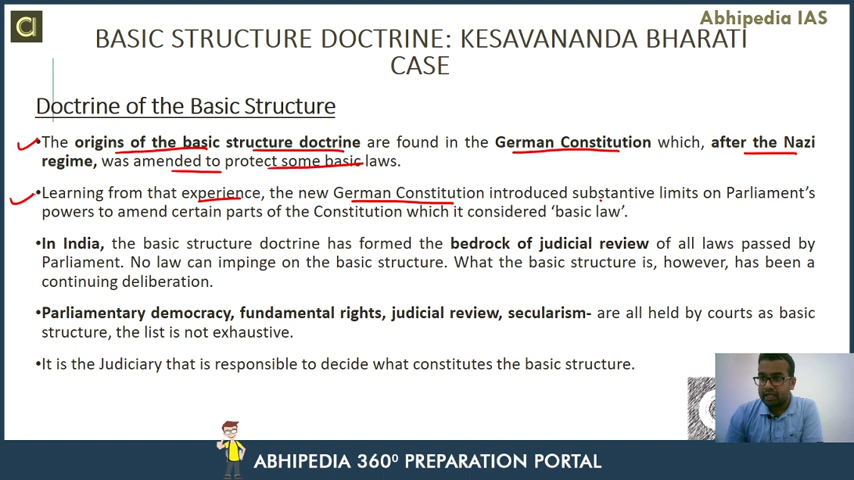 Abhipedia IAS
BASIC STRUCTURE DOCTRINE: KESAVANANDA BHARATI
CASE
Doctrine of the Basic Structure
•The origins of the basic structure doctrine are found in the German Constitution which, after the Nazi
regime, was amended to protect some basic laws.
•Learning from that experience, the new German Constitution introduced substantive limits on Parliament's
powers to amend certain parts of the Constitution which it considered 'basic law'.
•In India, the basic structure doctrine has formed the bedrock of judicial review of all laws passed by
Parliament. No law can impinge on the basic structure. What the basic structure is, however, has been a
continuing deliberation.
•Parliamentary democracy, fundamental rights, judicial review, secularism- are all held by courts as basic
structure, the list is not exhaustive.
•It is the Judiciary that is responsible to decide what constitutes the basic structure.
ABHIPEDIA 360⁰ PREPARATION PORTAL